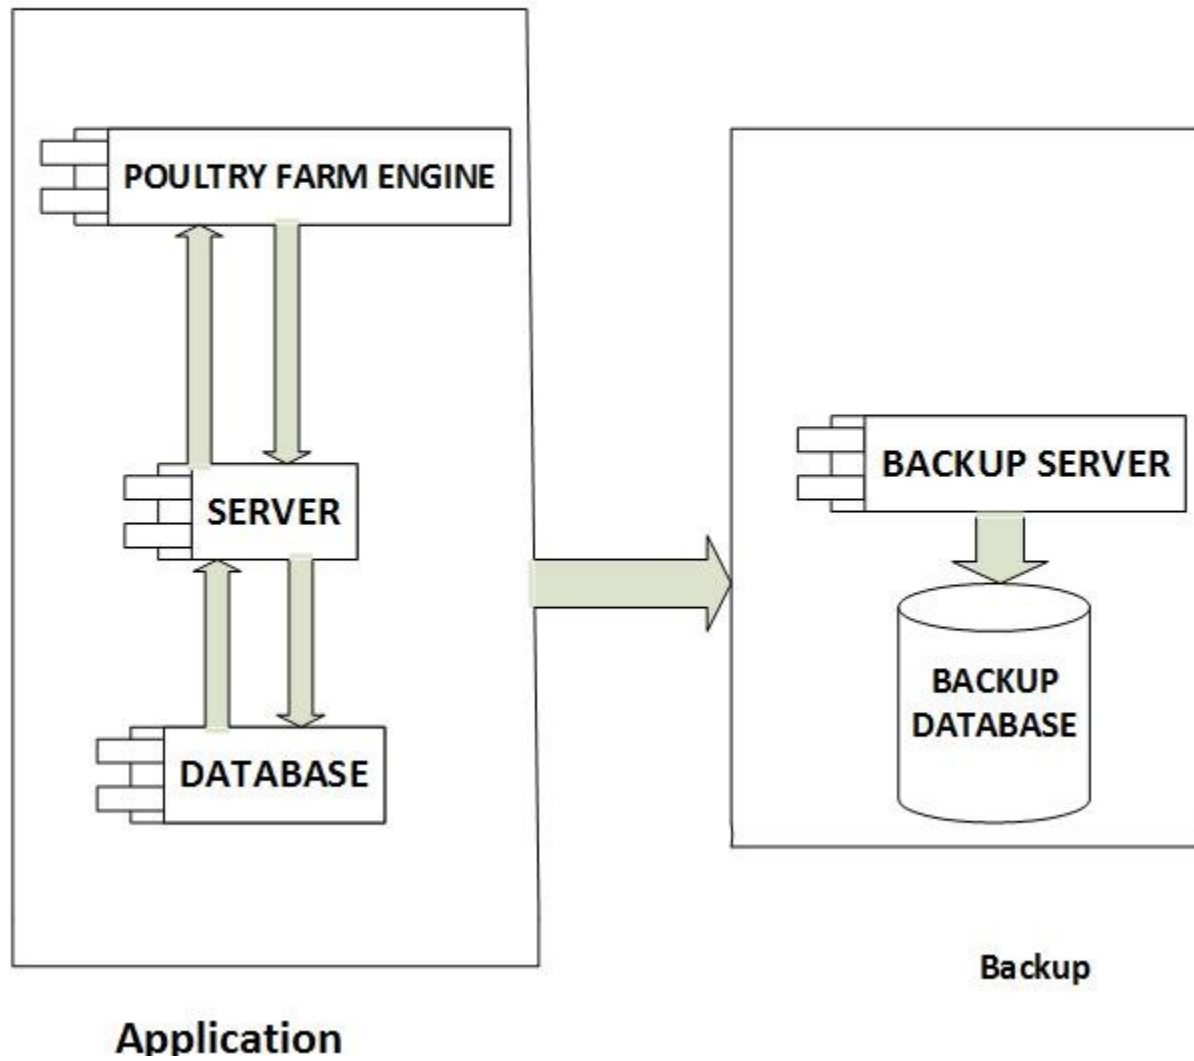 POULTRY FARM ENGINE
SERVER
DATABASE
Application
BACKUP SERVER
BACKUP
DATABASE
Backup